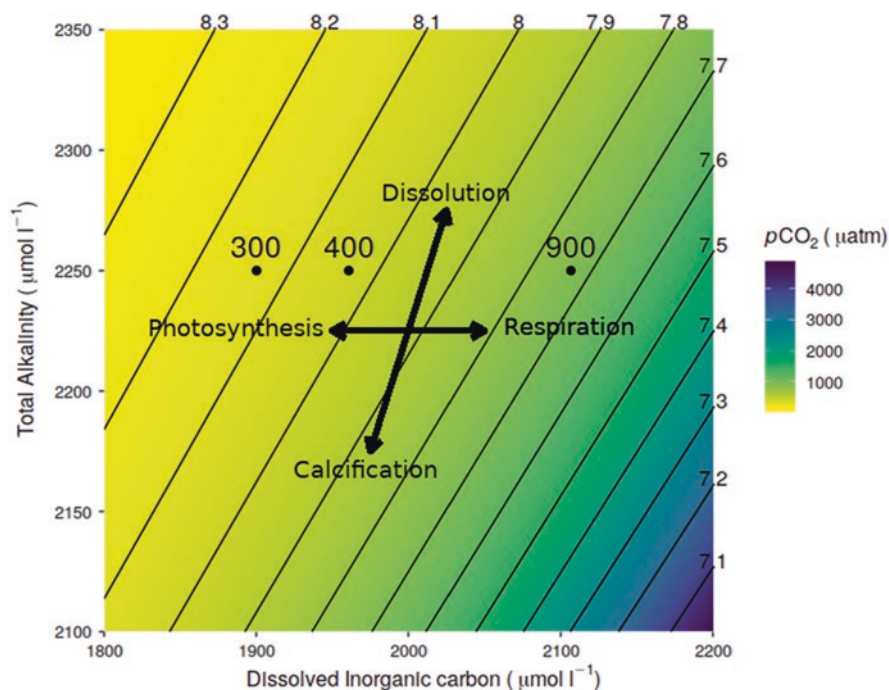 8.3 8.2 8.1 8 7.9 7.8
7.7
7.6
7.5
7.4
7.3
7.2
7.1
2350
2300
2250
2200
2150
2100
Total Alkalinity ( μmol l⁻¹)
Dissolution
300 400 900
Photosynthesis Respiration
Calcification
1800 1900 2000 2100 2200
Dissolved Inorganic carbon ( μmol l⁻¹)
pCO₂ ( μatm)
4000
3000
2000
1000